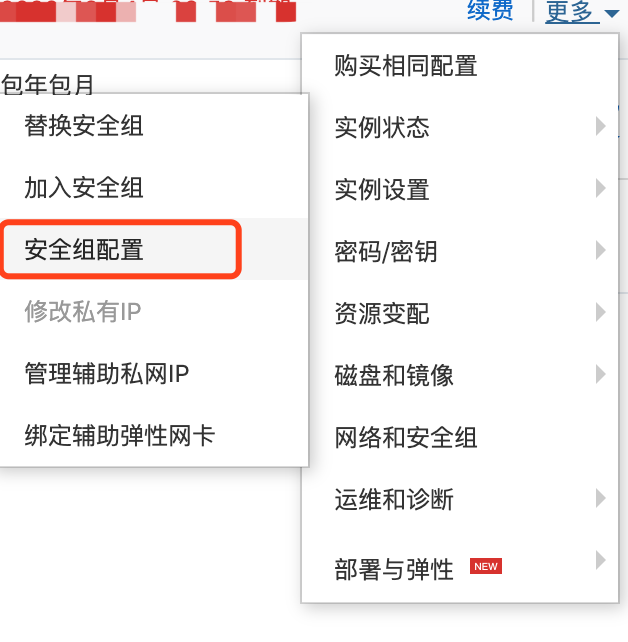 续费
更多
包年包月
替换安全组
加入安全组
安全组配置
修改私有IP
管理辅助私网IP
绑定辅助弹性网卡
购买相同配置
实例状态
实例设置
密码/密钥
资源变配
磁盘和镜像
网络和安全组
运维和诊断
部署与弹性 NEW